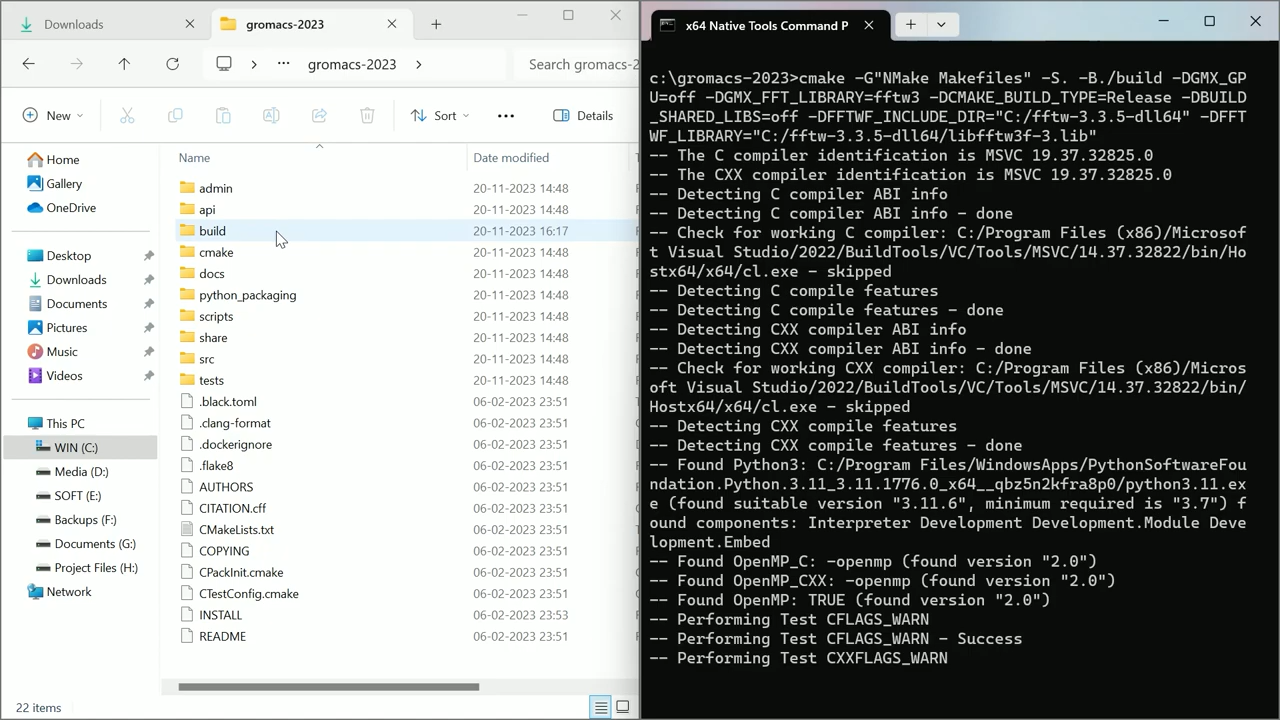 Downloads
gromacs-2023
gromacs-2023
Search gromacs-2
New
Sort
Details
Name
Date modified
Home
Gallery
OneDrive
Desktop
Downloads
Documents
Pictures
Music
Videos
This PC
WIN (C:)
Media (D:)
SOFT (E:)
Backups (F:)
Documents (G:)
Project Files (H:)
Network
admin 20-11-2023 14:48
api 20-11-2023 14:48
build 20-11-2023 16:17
cmake 20-11-2023 14:48
docs 20-11-2023 14:48
python_packaging 20-11-2023 14:48
scripts 20-11-2023 14:48
share 20-11-2023 14:48
src 20-11-2023 14:48
tests 20-11-2023 14:48
.black.toml 06-02-2023 23:51
.clang-format 06-02-2023 23:51
.dockerignore 06-02-2023 23:51
.flake8 06-02-2023 23:51
AUTHORS 06-02-2023 23:51
CITATION.cff 06-02-2023 23:51
CMakeLists.txt 06-02-2023 23:51
COPYING 06-02-2023 23:51
CPackInit.cmake 06-02-2023 23:51
CTestConfig.cmake 06-02-2023 23:51
INSTALL 06-02-2023 23:53
README 06-02-2023 23:51
22 items
x64 Native Tools Command P
c:\gromacs-2023>cmake -G"NMake Makefiles" -S. -B./build -DGMX_GP
U=off -DGMX_FFT_LIBRARY=fftw3 -DCMAKE_BUILD_TYPE=Release -DBUILD
_SHARED_LIBS=off -DFFTWF_INCLUDE_DIR="C:/fftw-3.3.5-dll64" -DFFT
WF_LIBRARY="C:/fftw-3.3.5-dll64/libfftw3f-3.lib"
-- The C compiler identification is MSVC 19.37.32825.0
-- The CXX compiler identification is MSVC 19.37.32825.0
-- Detecting C compiler ABI info
-- Detecting C compiler ABI info - done
-- Check for working C compiler: C:/Program Files (x86)/Microsof
t Visual Studio/2022/BuildTools/VC/Tools/MSVC/14.37.32822/bin/Ho
stx64/x64/cl.exe - skipped
-- Detecting C compile features
-- Detecting C compile features - done
-- Detecting CXX compiler ABI info
-- Detecting CXX compiler ABI info - done
-- Check for working CXX compiler: C:/Program Files (x86)/Micros
oft Visual Studio/2022/BuildTools/VC/Tools/MSVC/14.37.32822/bin/
Hostx64/x64/cl.exe - skipped
-- Detecting CXX compile features
-- Detecting CXX compile features - done
-- Found Python3: C:/Program Files/WindowsApps/PythonSoftwareFou
ndation.Python.3.11_3.11.1776.0_x64__qbz5n2kfra8p0/python3.11.ex
e (found suitable version "3.11.6", minimum required is "3.7") f
ound components: Interpreter Development Development.Module Deve
lopment.Embed
-- Found OpenMP_C: -openmp (found version "2.0")
-- Found OpenMP_CXX: -openmp (found version "2.0")
-- Found OpenMP: TRUE (found version "2.0")
-- Performing Test CFLAGS_WARN
-- Performing Test CFLAGS_WARN - Success
-- Performing Test CXXFLAGS_WARN